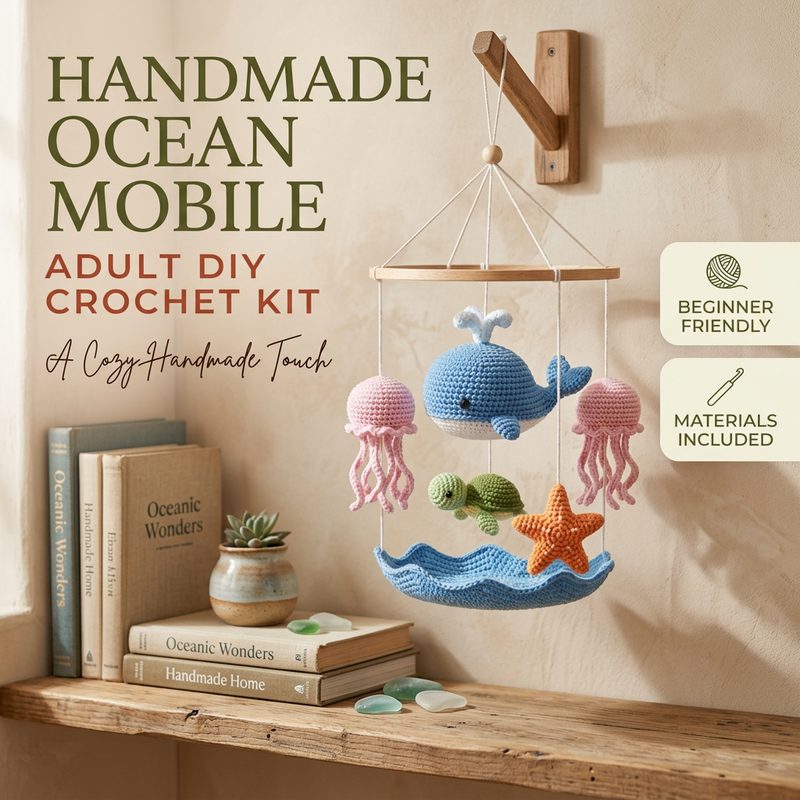 HANDMADE
OCEAN
MOBILE
ADULT DIY
CROCHET KIT
A Cozy Handmade Touch
BEGINNER
FRIENDLY
MATERIALS
INCLUDED
Oceanic Wonders
Handmade Home
Oceanic
Wonders
Oceanic Wonders
Handmade Home